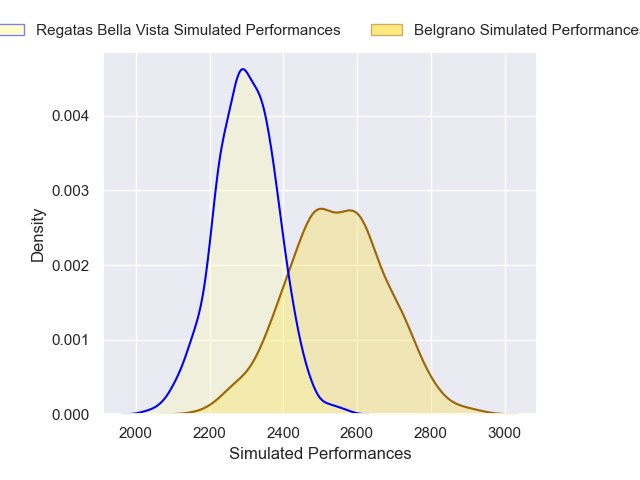 Regatas Bella Vista Simulated Performances
Belgrano Simulated Performances
0.004
0.003
0.002
0.001
0.000
Density
2000 2200 2400 2600 2800 3000
Simulated Performances